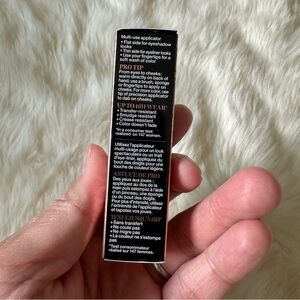 Multi-use applicator
• Flat side for eyeshadow
looks
• Thin side for eyeliner looks
• Use your fingertips for a
soft wash of color
PRO TIP
From eyes to cheeks:
warm directly on back of
hand, use a brush, sponge
or fingertips to apply on
cheeks. For more color, use
tip of precision applicator
to dab on cheeks.
UP TO 16H WEAR*
• Transfer-resistant
• Smudge resistant
• Crease resistant
• Color doesn't fade
*In a consumer test
realized on 147 women.
Utilisez l'applicateur
multi-usage pour un look
spectaculaire ou un trait
d'eye-liner, appliquez du
bout des doigts pour une
touche de couleur légère.
ASTUCE DE PRO
Des yeux aux joues :
appliquez au dos de la
main puis estompez à l'aide
d'un pinceau, une éponge
ou du bout des doigts.
Pour plus d'intensité, utilisez
l'extrémité de l'applicateur
et tapotez vos joues.
TENUE JUSQU'À 16H*
• Sans transfert
• Ne coule pas
• Ne migre pas
• La couleur ne s'estompe
pas
*Test consommateur
réalisé sur 147 femmes.